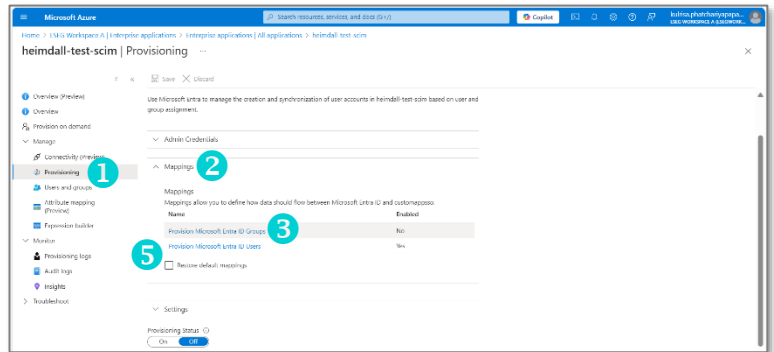 Microsoft Azure
Search resources, services, and docs (G+/)
Copilot
Home > LSEG Workspace A | Enterprise applications > Enterprise applications | All applications > heimdall-test-scim
heimdall-test-scim | Provisioning ...
Save Discard
Overview (Preview)
Overview
Provision on demand
Manage
Connectivity (Preview)
Provisioning
1
Users and groups
Attribute mapping
(Preview)
Expression builder
Monitor
Provisioning logs
Audit logs
Insights
Troubleshoot
Use Microsoft Entra to manage the creation and synchronization of user accounts in heimdall-test-scim based on user and
group assignment.
Admin Credentials
Mappings
2
Mappings
Mappings allow you to define how data should flow between Microsoft Entra ID and customappsso.
Name Enabled
Provision Microsoft Entra ID Groups No
3
Provision Microsoft Entra ID Users Yes
5
Restore default mappings
Settings
Provisioning Status
On Off